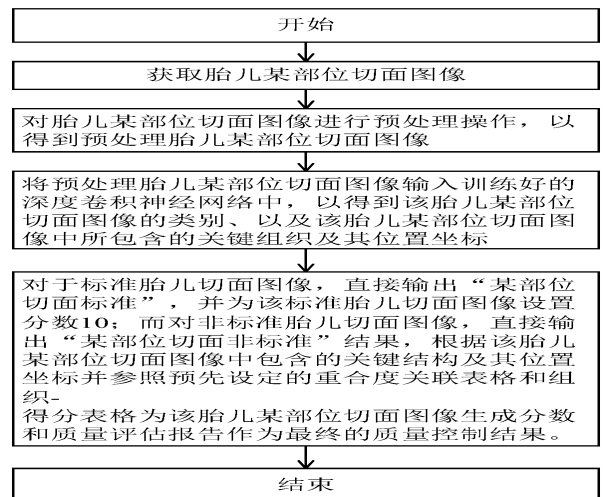 开始
获取胎儿某部位切面图像
对胎儿某部位切面图像进行预处理操作，以
得到预处理胎儿某部位切面图像
将预处理胎儿某部位切面图像输入训练好的
深度卷积神经网络中，以得到该胎儿某部位
切面图像的类别、以及该胎儿某部位切面图
像中所包含的关键组织及其位置坐标
对于标准胎儿切面图像，直接输出“某部位
切面标准”，并为该标准胎儿切面图像设置
分数10；而对非标准胎儿切面图像，直接输
出“某部位切面非标准”结果，根据该胎儿
某部位切面图像中包含的关键结构及其位置
坐标并参照预先设定的重合度关联表格和组
织-
得分表格为该胎儿某部位切面图像生成分数
和质量评估报告作为最终的质量控制结果。
结束